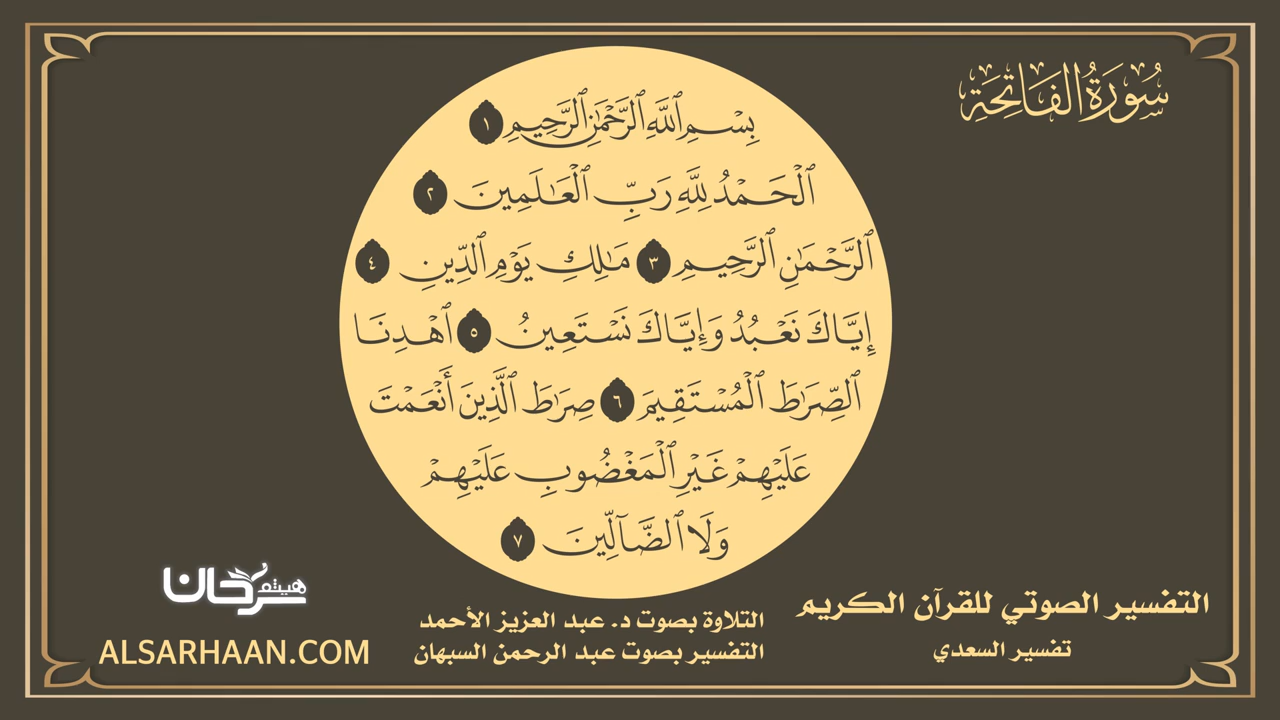 سُورَةُ الفَاتِحَةِ
بِسْمِ ٱللَّهِ ٱلرَّحْمَٰنِ ٱلرَّحِيمِ ١
ٱلْحَمْدُ لِلَّهِ رَبِّ ٱلْعَٰلَمِينَ ٢
ٱلرَّحْمَٰنِ ٱلرَّحِيمِ ٣ مَٰلِكِ يَوْمِ ٱلدِّينِ ٤
إِيَّاكَ نَعْبُدُ وَإِيَّاكَ نَسْتَعِينُ ٥ ٱهْدِنَا
ٱلصِّرَٰطَ ٱلْمُسْتَقِيمَ ٦ صِرَٰطَ ٱلَّذِينَ أَنْعَمْتَ
عَلَيْهِمْ غَيْرِ ٱلْمَغْضُوبِ عَلَيْهِمْ
وَلَا ٱلضَّآلِّينَ ٧
التفسير الصوتي للقرآن الكريم
تفسير السعدي
التلاوة بصوت د. عبد العزيز الأحمد
التفسير بصوت عبد الرحمن السبهان
هيثم سرحان
ALSARHAAN.COM